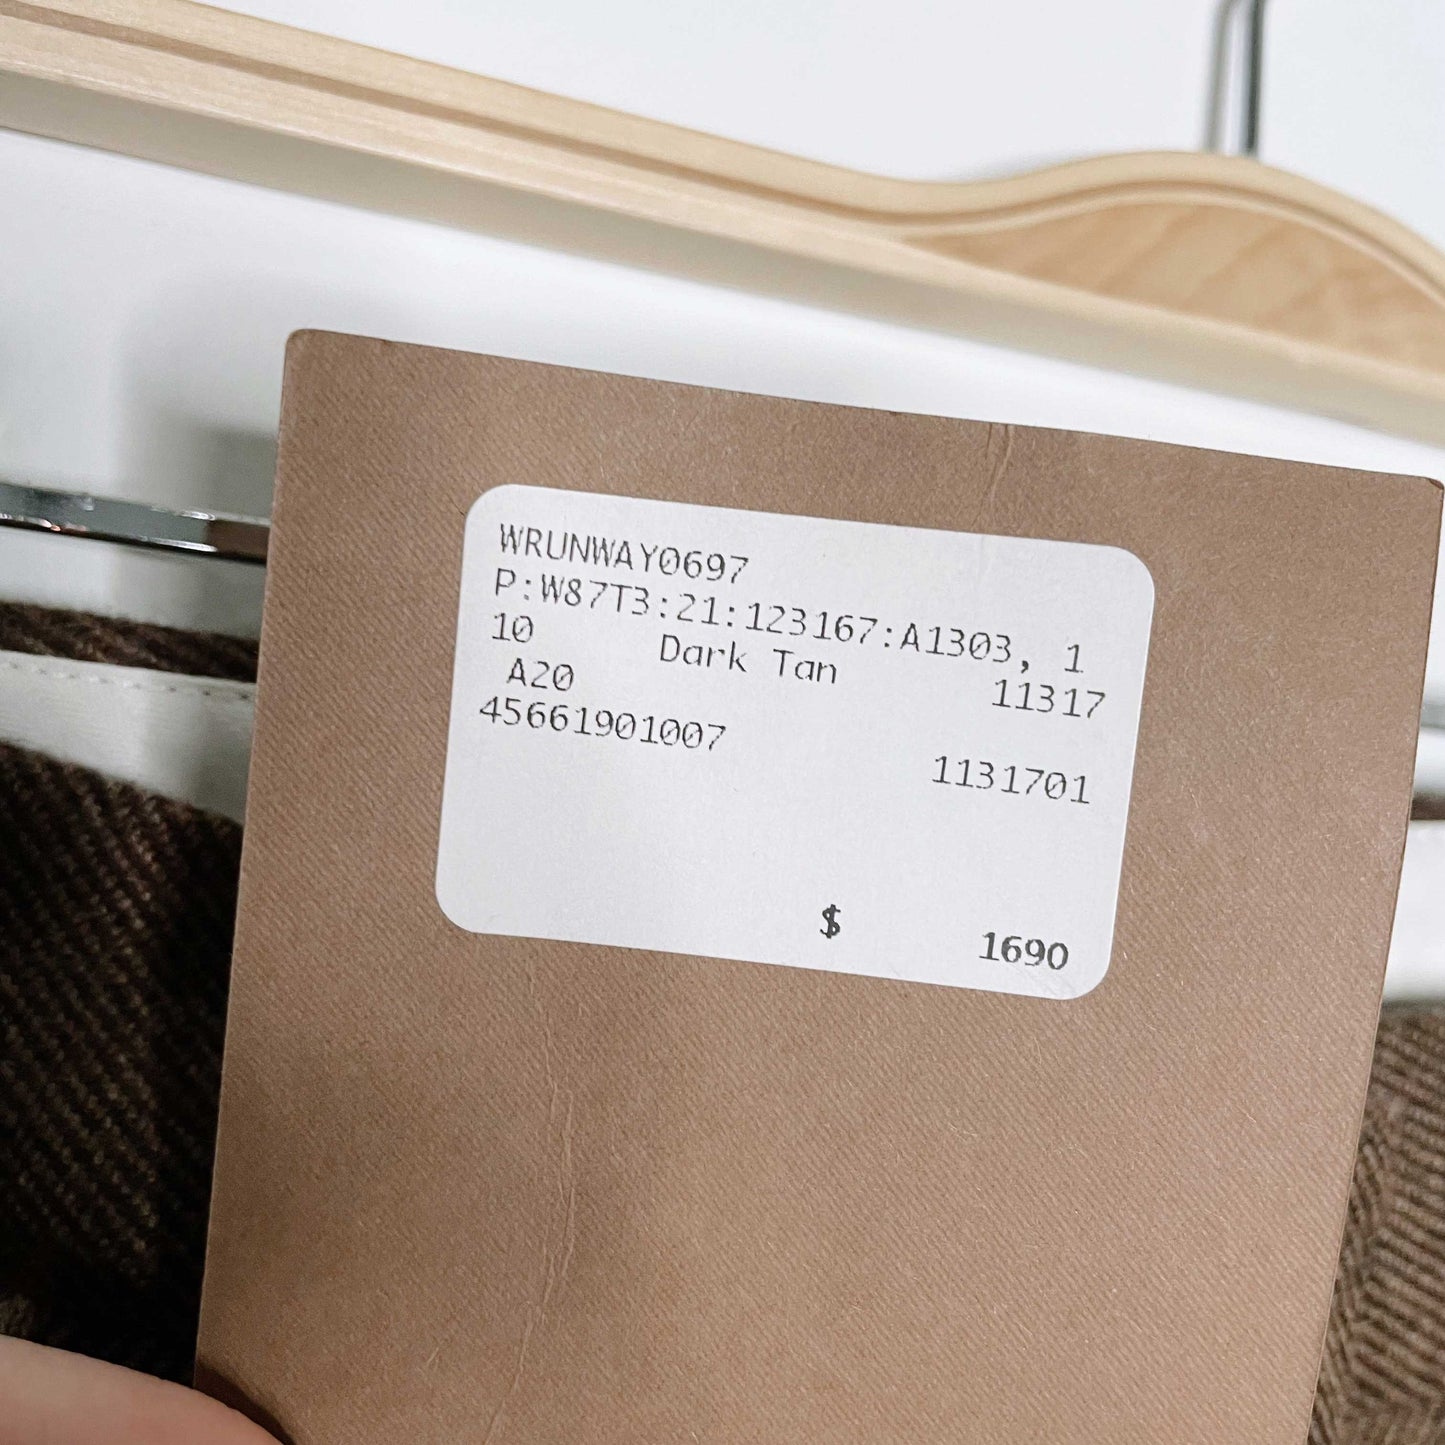 WRUNWAY0697
P:W87T3:21:123167:A1303, 1
10 Dark Tan 11317
A20
45661901007
1131701
$ 1690